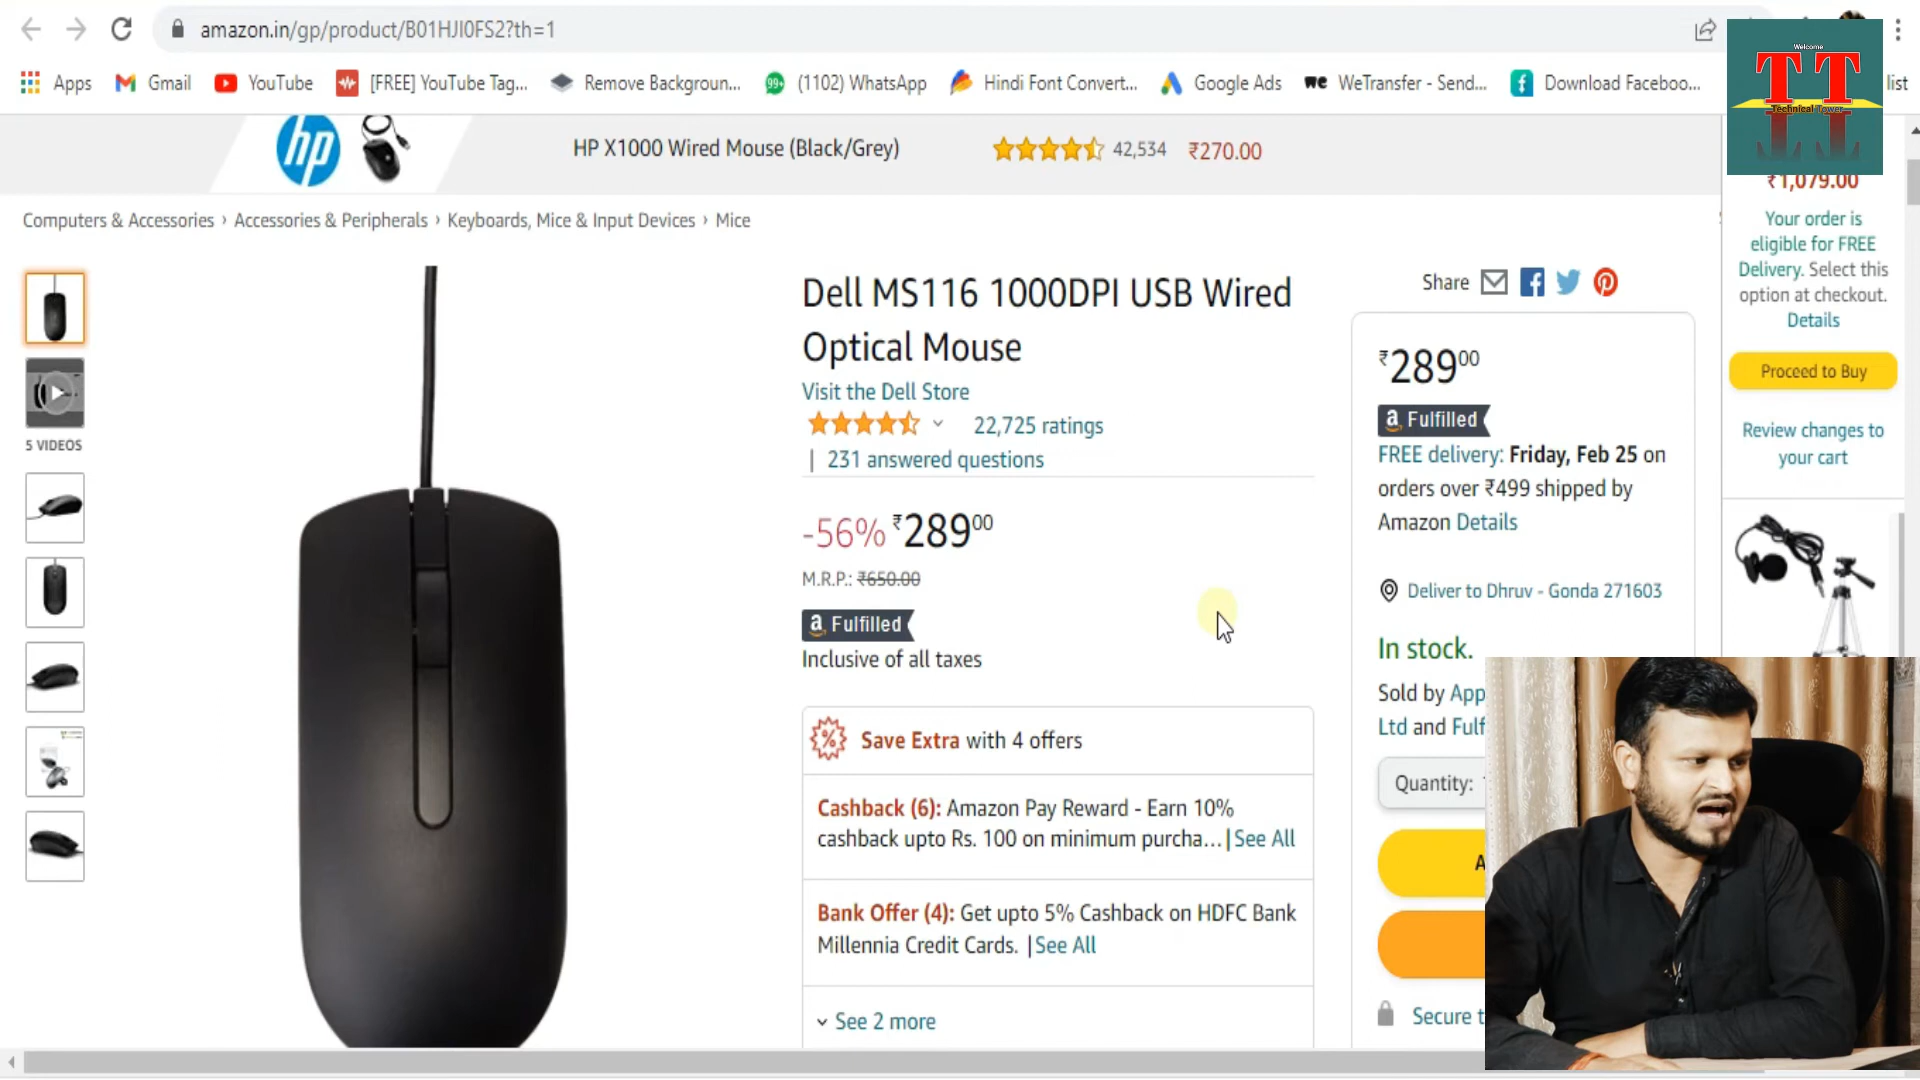 amazon.in/gp/product/B01HJI0FS2?th=1
Apps
Gmail
YouTube
[FREE] YouTube Tag...
Remove Backgroun...
99+
(1102) WhatsApp
Hindi Font Convert...
Google Ads
we
WeTransfer - Send...
Download Faceboo...
list
Welcome
TT
Technical Tower
hp
HP X1000 Wired Mouse (Black/Grey)
42,534
₹270.00
₹1,079.00
Computers & Accessories › Accessories & Peripherals › Keyboards, Mice & Input Devices › Mice
Your order is
eligible for FREE
Delivery. Select this
option at checkout.
Details
Proceed to Buy
Review changes to
your cart
5 VIDEOS
Dell MS116 1000DPI USB Wired
Optical Mouse
Visit the Dell Store
22,725 ratings
| 231 answered questions
-56% ₹28900
M.R.P.: ₹650.00
a Fulfilled
Inclusive of all taxes
Save Extra with 4 offers
Cashback (6): Amazon Pay Reward - Earn 10%
cashback upto Rs. 100 on minimum purcha... | See All
Bank Offer (4): Get upto 5% Cashback on HDFC Bank
Millennia Credit Cards. | See All
See 2 more
Share
₹28900
a Fulfilled
FREE delivery: Friday, Feb 25 on
orders over ₹499 shipped by
Amazon Details
Deliver to Dhruv - Gonda 271603
In stock.
Sold by App
Ltd and Fulf
Quantity:
A
Secure t